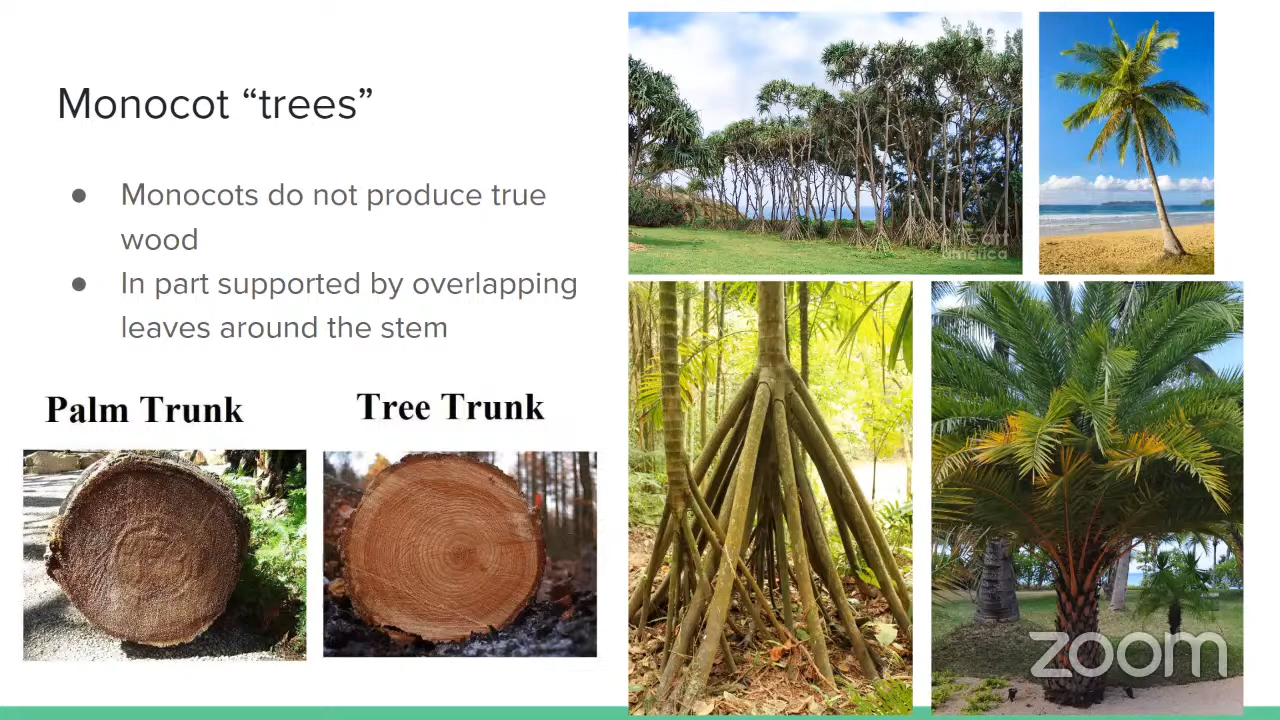 Monocot “trees”
● Monocots do not produce true
wood
● In part supported by overlapping
leaves around the stem
Palm Trunk
Tree Trunk
america
zoom